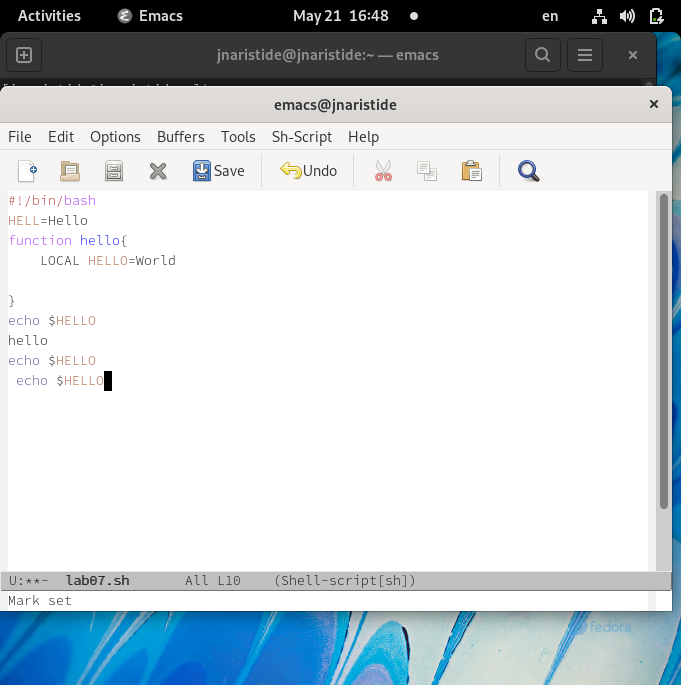 Activities Emacs May 21 16:48 en
jnaristide@jnaristide:~ — emacs
emacs@jnaristide
File Edit Options Buffers Tools Sh-Script Help
Save Undo
#!/bin/bash
HELL=Hello
function hello{
    LOCAL HELLO=World
}
echo $HELLO
hello
echo $HELLO
 echo $HELLO
U:**- lab07.sh All L10 (Shell-script[sh])
Mark set
fedora